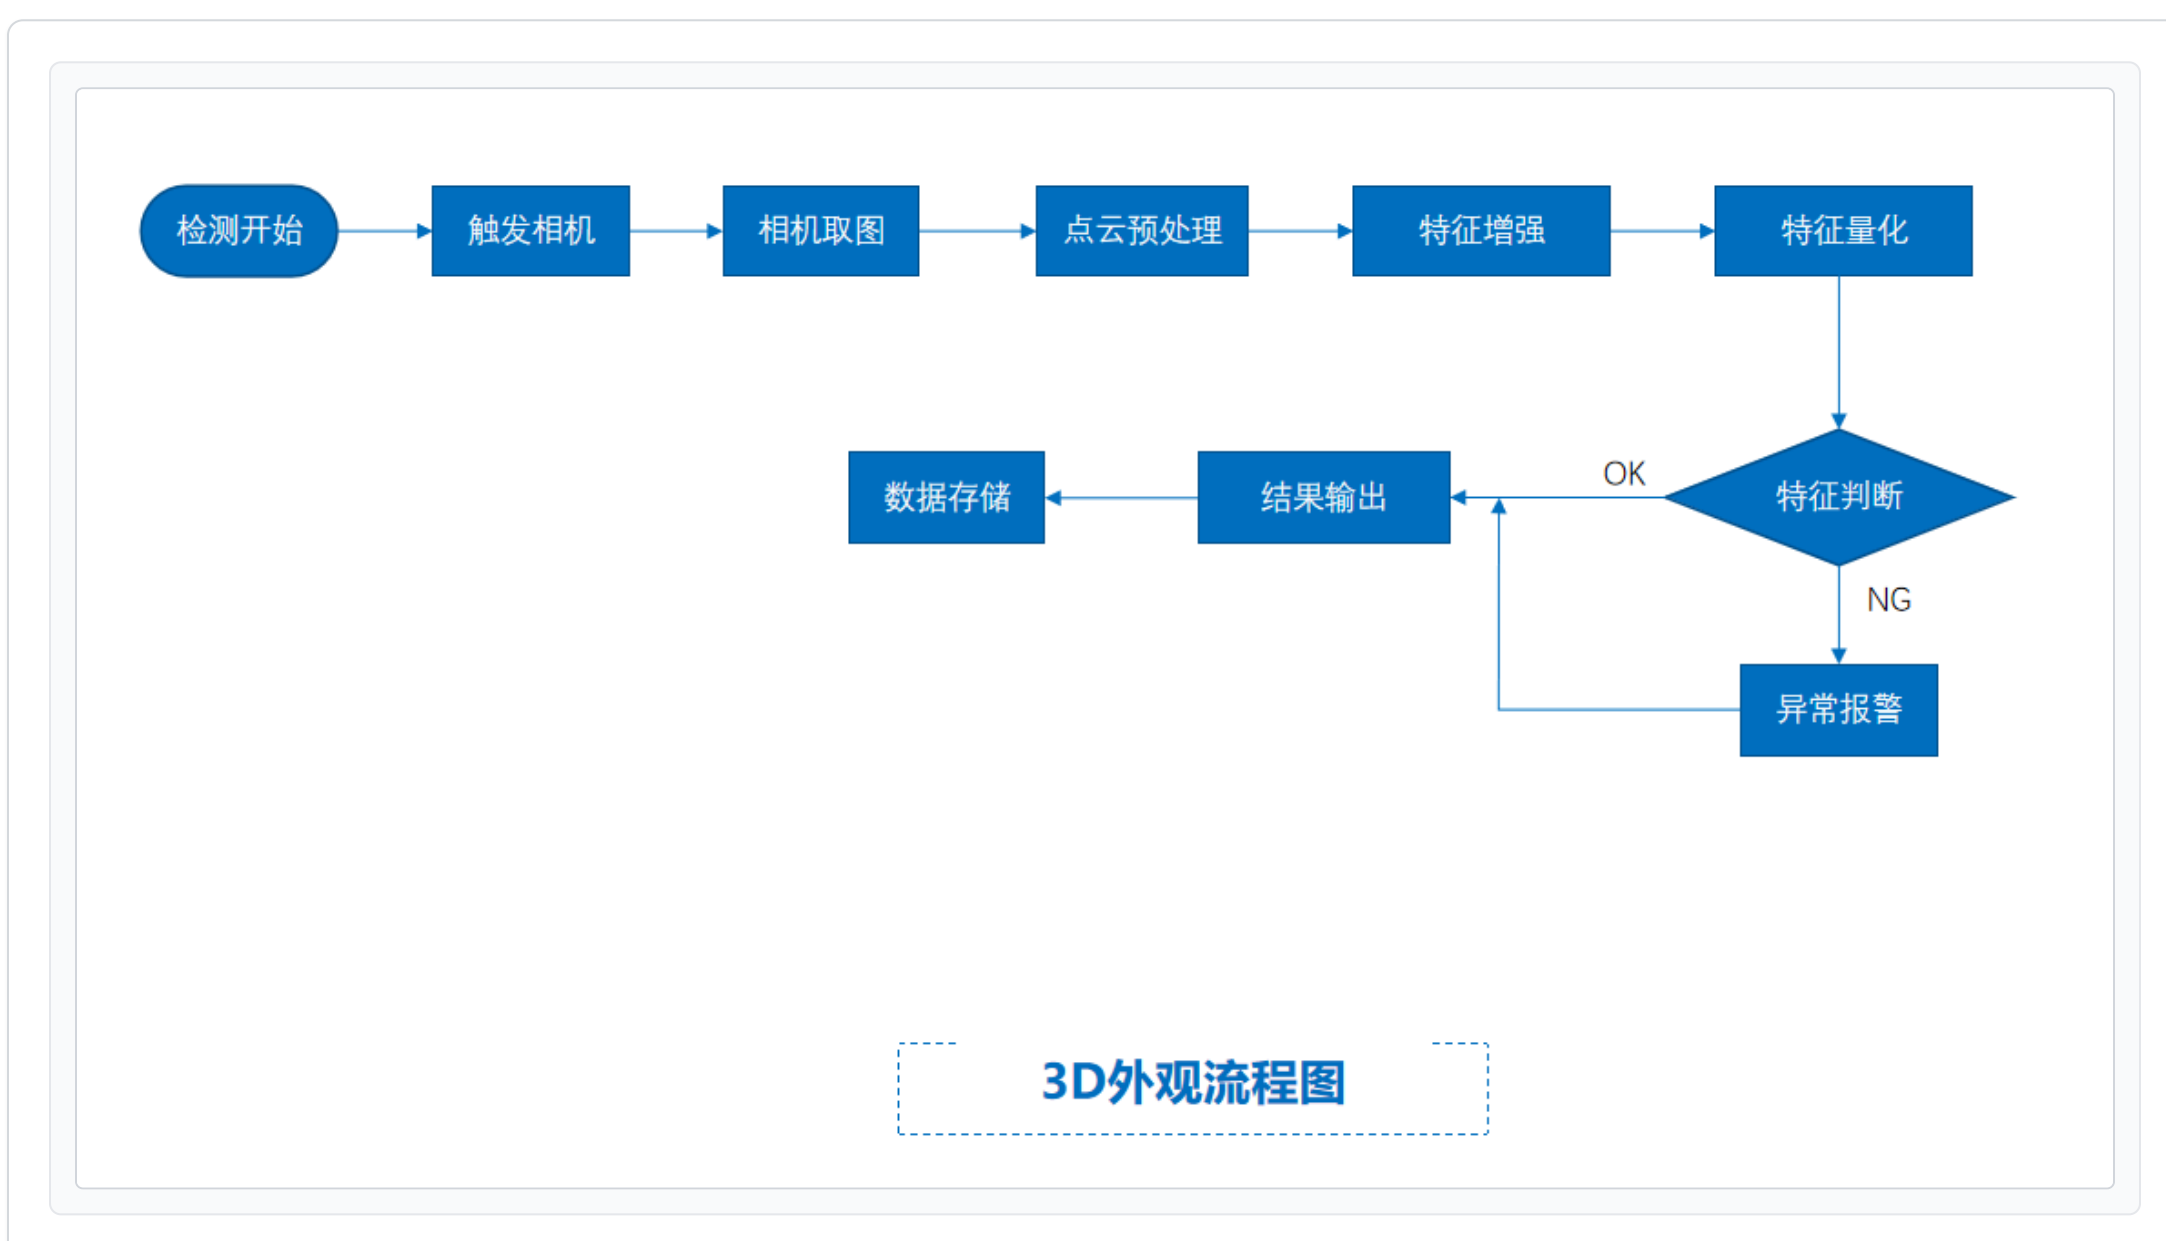 检测开始
触发相机
相机取图
点云预处理
特征增强
特征量化
数据存储
结果输出
OK
特征判断
NG
异常报警
3D外观流程图